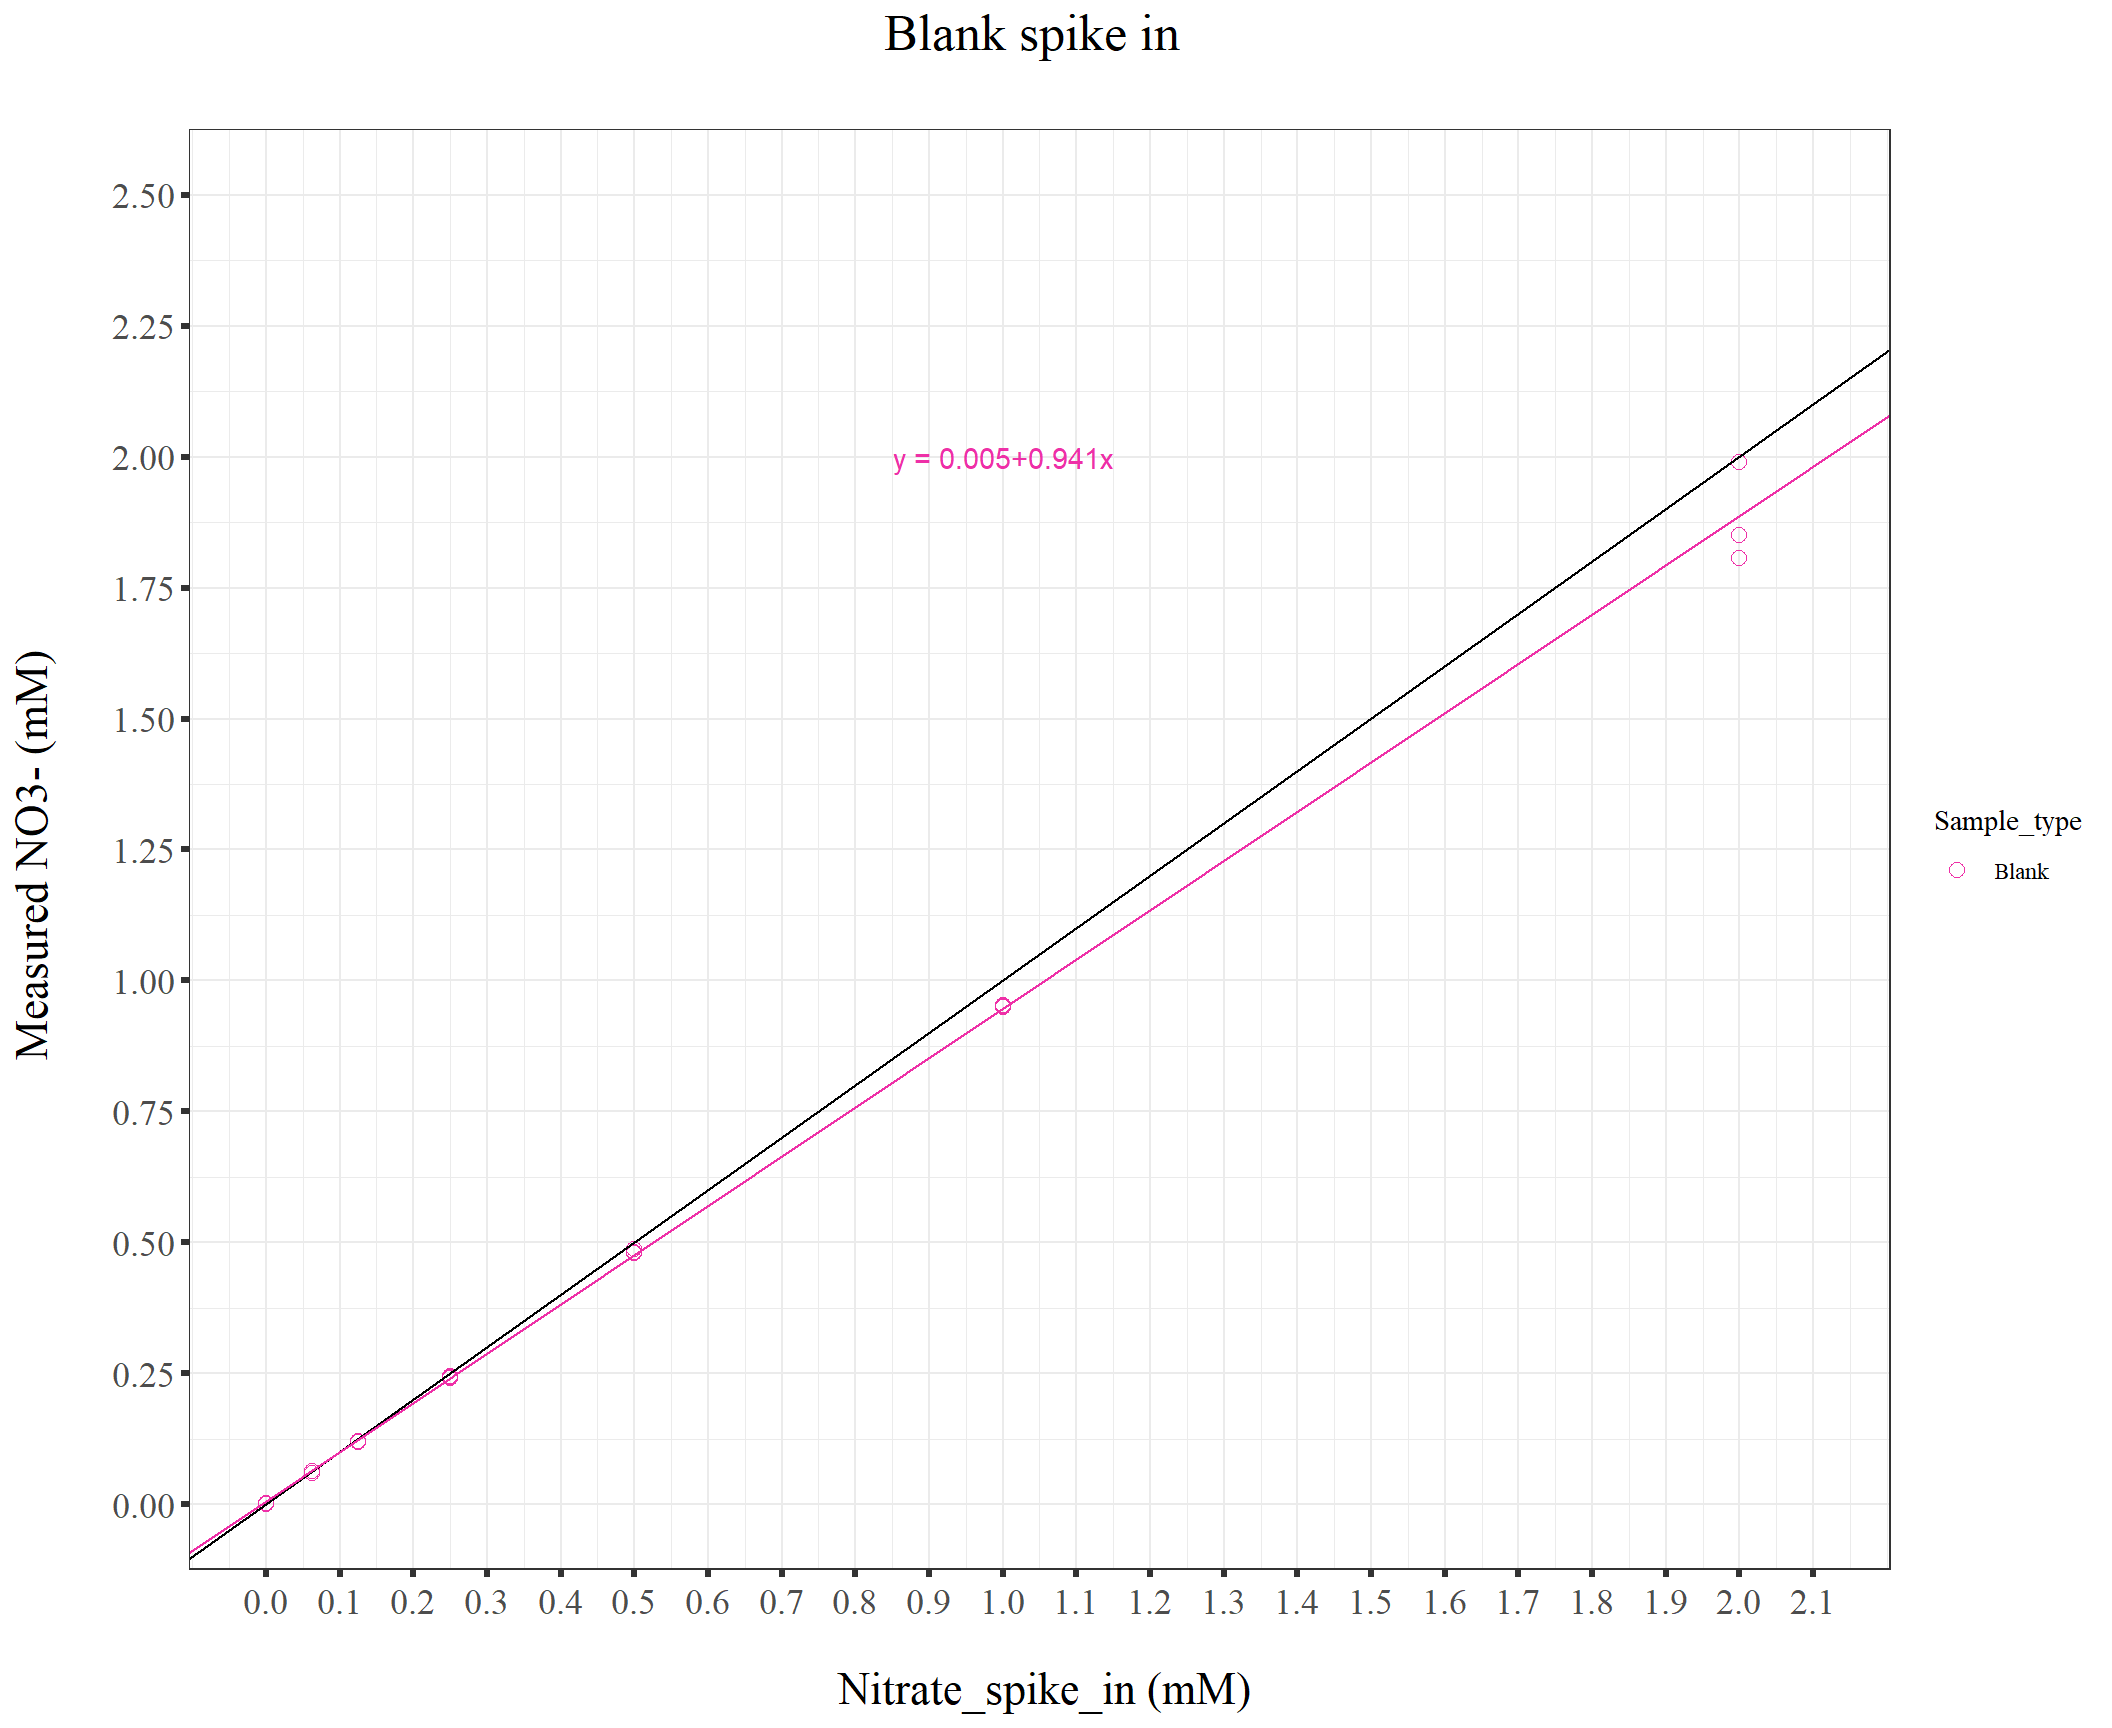 Blank spike in
2.50
2.25
2.00
1.75
1.50
1.25
1.00
0.75
0.50
0.25
0.00
Measured NO3- (mM)
y = 0.005+0.941x
Sample_type
Blank
0.0 0.1 0.2 0.3 0.4 0.5 0.6 0.7 0.8 0.9 1.0 1.1 1.2 1.3 1.4 1.5 1.6 1.7 1.8 1.9 2.0 2.1
Nitrate_spike_in (mM)